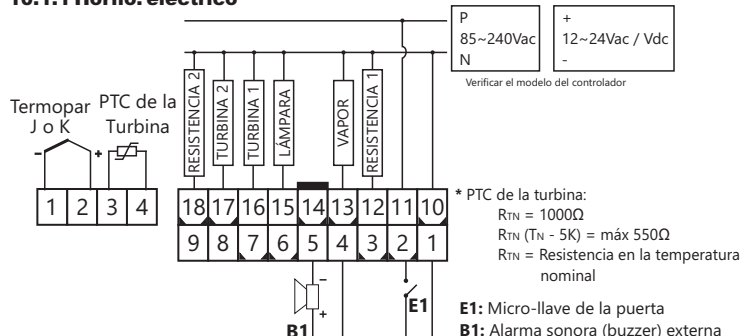 10.1.1 Horno: eléctrico
P
85~240Vac
N
+
12~24Vac / Vdc
-
Verificar el modelo del controlador
Termopar
J o K
PTC de la
Turbina
RESISTENCIA 2
TURBINA 2
TURBINA 1
LÁMPARA
VAPOR
RESISTENCIA 1
- +
1 2 3 4
18 17 16 15 14 13 12 11 10
9 8 7 6 5 4 3 2 1
* PTC de la turbina:
RTN = 1000Ω
RTN (TN - 5K) = máx 550Ω
RTN = Resistencia en la temperatura
nominal
-
+
B1
E1
E1: Micro-llave de la puerta
B1: Alarma sonora (buzzer) externa